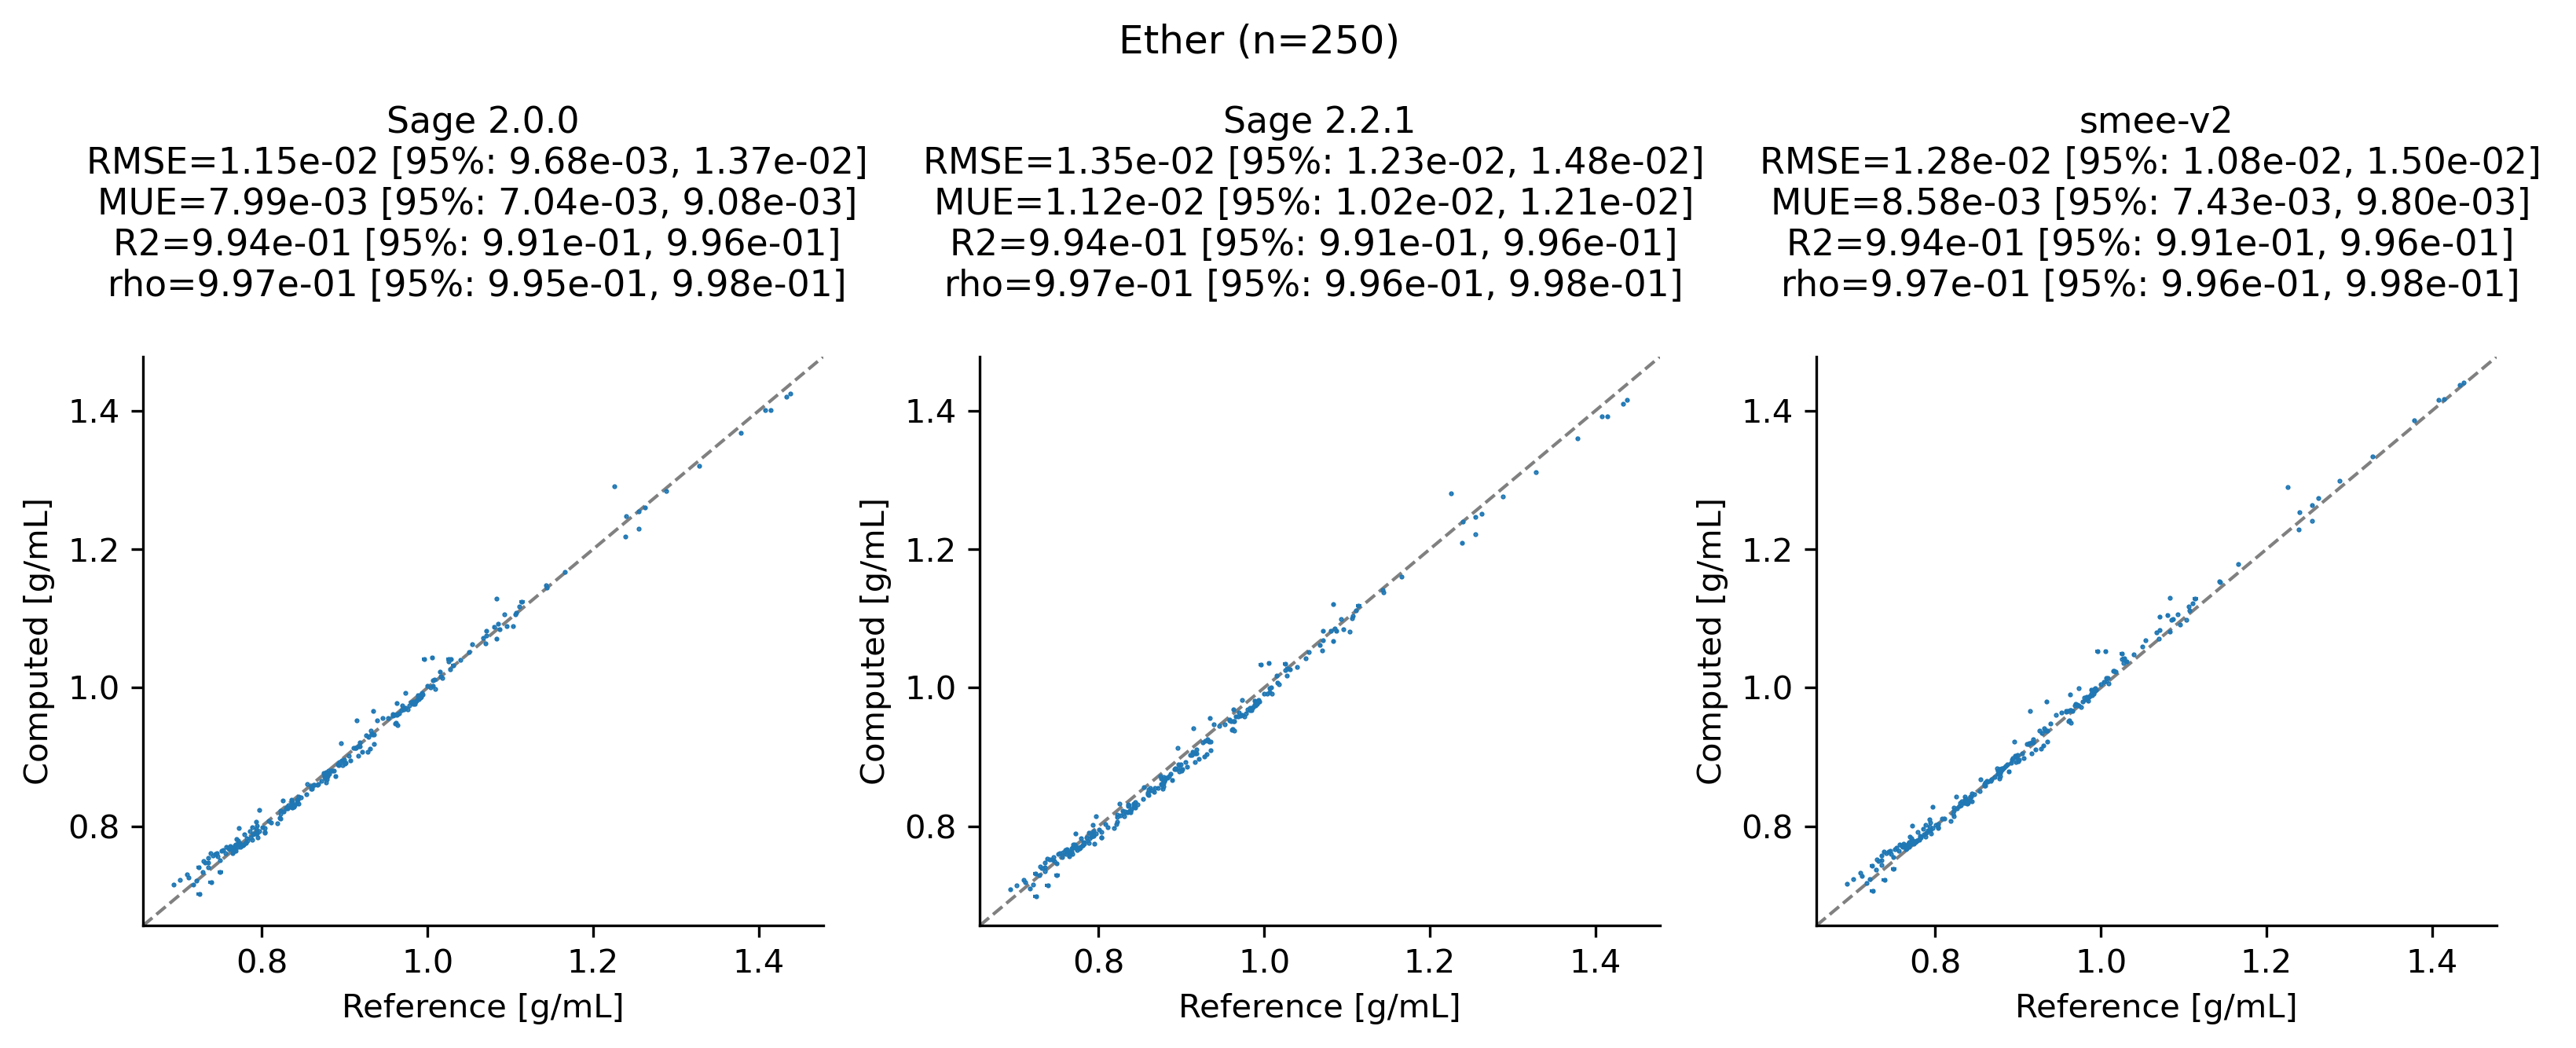 Ether (n=250)
Sage 2.0.0
RMSE=1.15e-02 [95%: 9.68e-03, 1.37e-02]
MUE=7.99e-03 [95%: 7.04e-03, 9.08e-03]
R2=9.94e-01 [95%: 9.91e-01, 9.96e-01]
rho=9.97e-01 [95%: 9.95e-01, 9.98e-01]
1.4
1.2
1.0
0.8
Computed [g/mL]
0.8 1.0 1.2 1.4
Reference [g/mL]
Sage 2.2.1
RMSE=1.35e-02 [95%: 1.23e-02, 1.48e-02]
MUE=1.12e-02 [95%: 1.02e-02, 1.21e-02]
R2=9.94e-01 [95%: 9.91e-01, 9.96e-01]
rho=9.97e-01 [95%: 9.96e-01, 9.98e-01]
1.4
1.2
1.0
0.8
Computed [g/mL]
0.8 1.0 1.2 1.4
Reference [g/mL]
smee-v2
RMSE=1.28e-02 [95%: 1.08e-02, 1.50e-02]
MUE=8.58e-03 [95%: 7.43e-03, 9.80e-03]
R2=9.94e-01 [95%: 9.91e-01, 9.96e-01]
rho=9.97e-01 [95%: 9.96e-01, 9.98e-01]
1.4
1.2
1.0
0.8
Computed [g/mL]
0.8 1.0 1.2 1.4
Reference [g/mL]